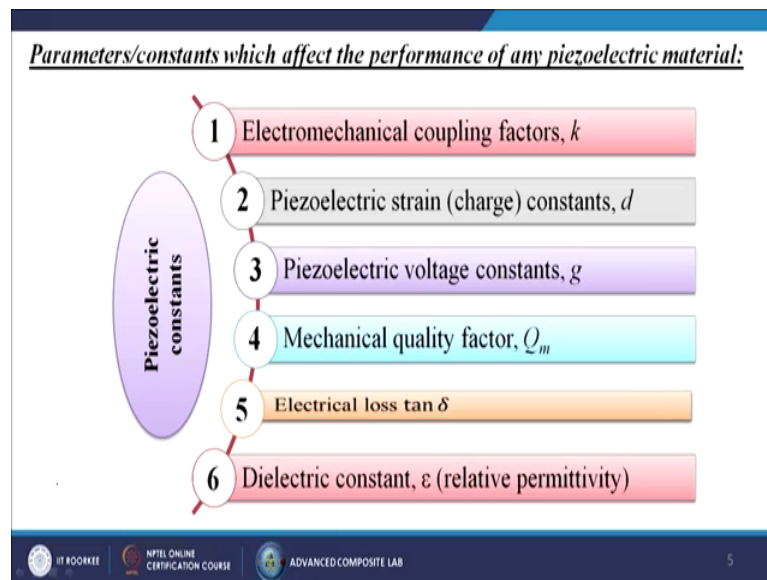 Parameters/constants which affect the performance of any piezoelectric material:
Piezoelectric
constants
1 Electromechanical coupling factors, k
2 Piezoelectric strain (charge) constants, d
3 Piezoelectric voltage constants, g
4 Mechanical quality factor, Qm
5 Electrical loss tan δ
6 Dielectric constant, ε (relative permittivity)
IIT ROORKEE
NPTEL ONLINE
CERTIFICATION COURSE
ADVANCED COMPOSITE LAB
5